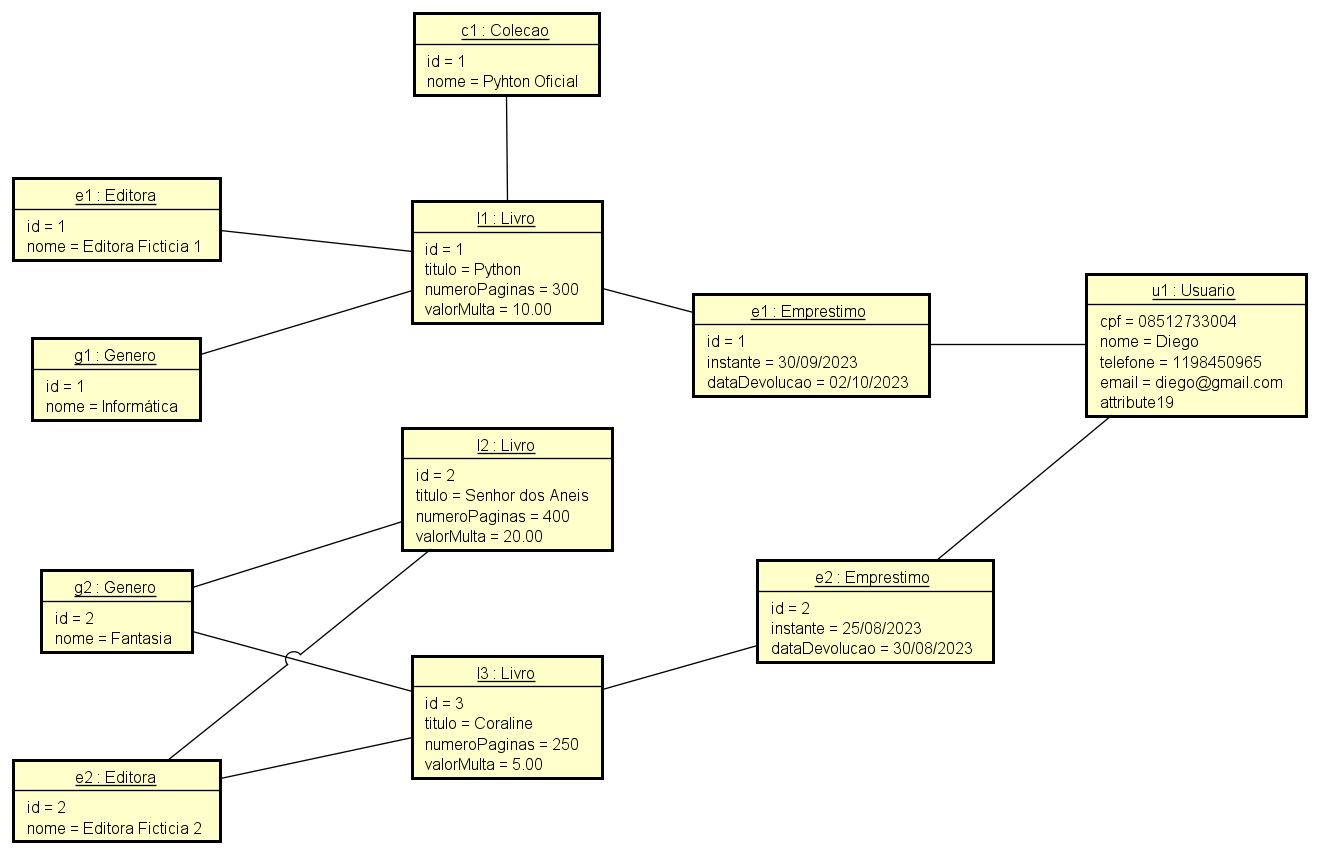 c1 : Colecao
id = 1
nome = Pyhton Oficial
e1 : Editora
id = 1
nome = Editora Ficticia 1
l1 : Livro
id = 1
titulo = Python
numeroPaginas = 300
valorMulta = 10.00
g1 : Genero
id = 1
nome = Informática
e1 : Emprestimo
id = 1
instante = 30/09/2023
dataDevolucao = 02/10/2023
u1 : Usuario
cpf = 08512733004
nome = Diego
telefone = 1198450965
email = diego@gmail.com
attribute19
l2 : Livro
id = 2
titulo = Senhor dos Aneis
numeroPaginas = 400
valorMulta = 20.00
g2 : Genero
id = 2
nome = Fantasia
e2 : Emprestimo
id = 2
instante = 25/08/2023
dataDevolucao = 30/08/2023
l3 : Livro
id = 3
titulo = Coraline
numeroPaginas = 250
valorMulta = 5.00
e2 : Editora
id = 2
nome = Editora Ficticia 2